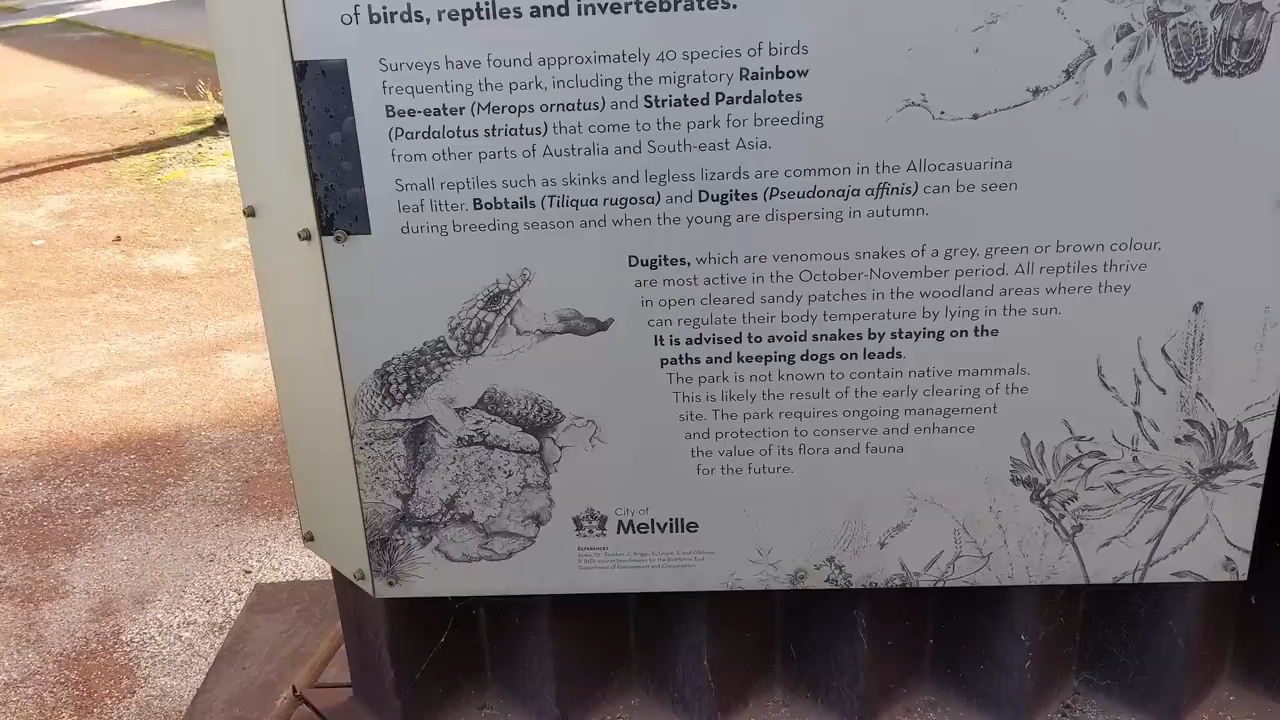 of birds, reptiles and invertebrates.
Surveys have found approximately 40 species of birds
frequenting the park, including the migratory Rainbow
Bee-eater (Merops ornatus) and Striated Pardalotes
(Pardalotus striatus) that come to the park for breeding
from other parts of Australia and South-east Asia.
Small reptiles such as skinks and legless lizards are common in the Allocasuarina
leaf litter. Bobtails (Tiliqua rugosa) and Dugites (Pseudonaja affinis) can be seen
during breeding season and when the young are dispersing in autumn.
Dugites, which are venomous snakes of a grey, green or brown colour,
are most active in the October-November period. All reptiles thrive
in open cleared sandy patches in the woodland areas where they
can regulate their body temperature by lying in the sun.
It is advised to avoid snakes by staying on the
paths and keeping dogs on leads.
The park is not known to contain native mammals.
This is likely the result of the early clearing of the
site. The park requires ongoing management
and protection to conserve and enhance
the value of its flora and fauna
for the future.
City of
Melville
REFERENCES
Department of Environment and Conservation